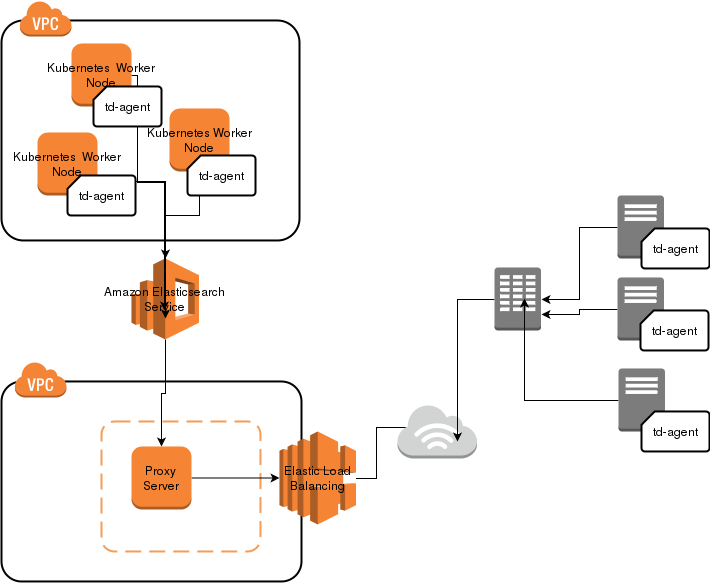 VPC
Kubernetes Worker
Node
td-agent
Kubernetes Worker
Node
td-agent
Kubernetes Worker
Node
td-agent
Amazon Elasticsearch
Service
td-agent
td-agent
td-agent
VPC
Proxy
Server
Elastic Load
Balancing